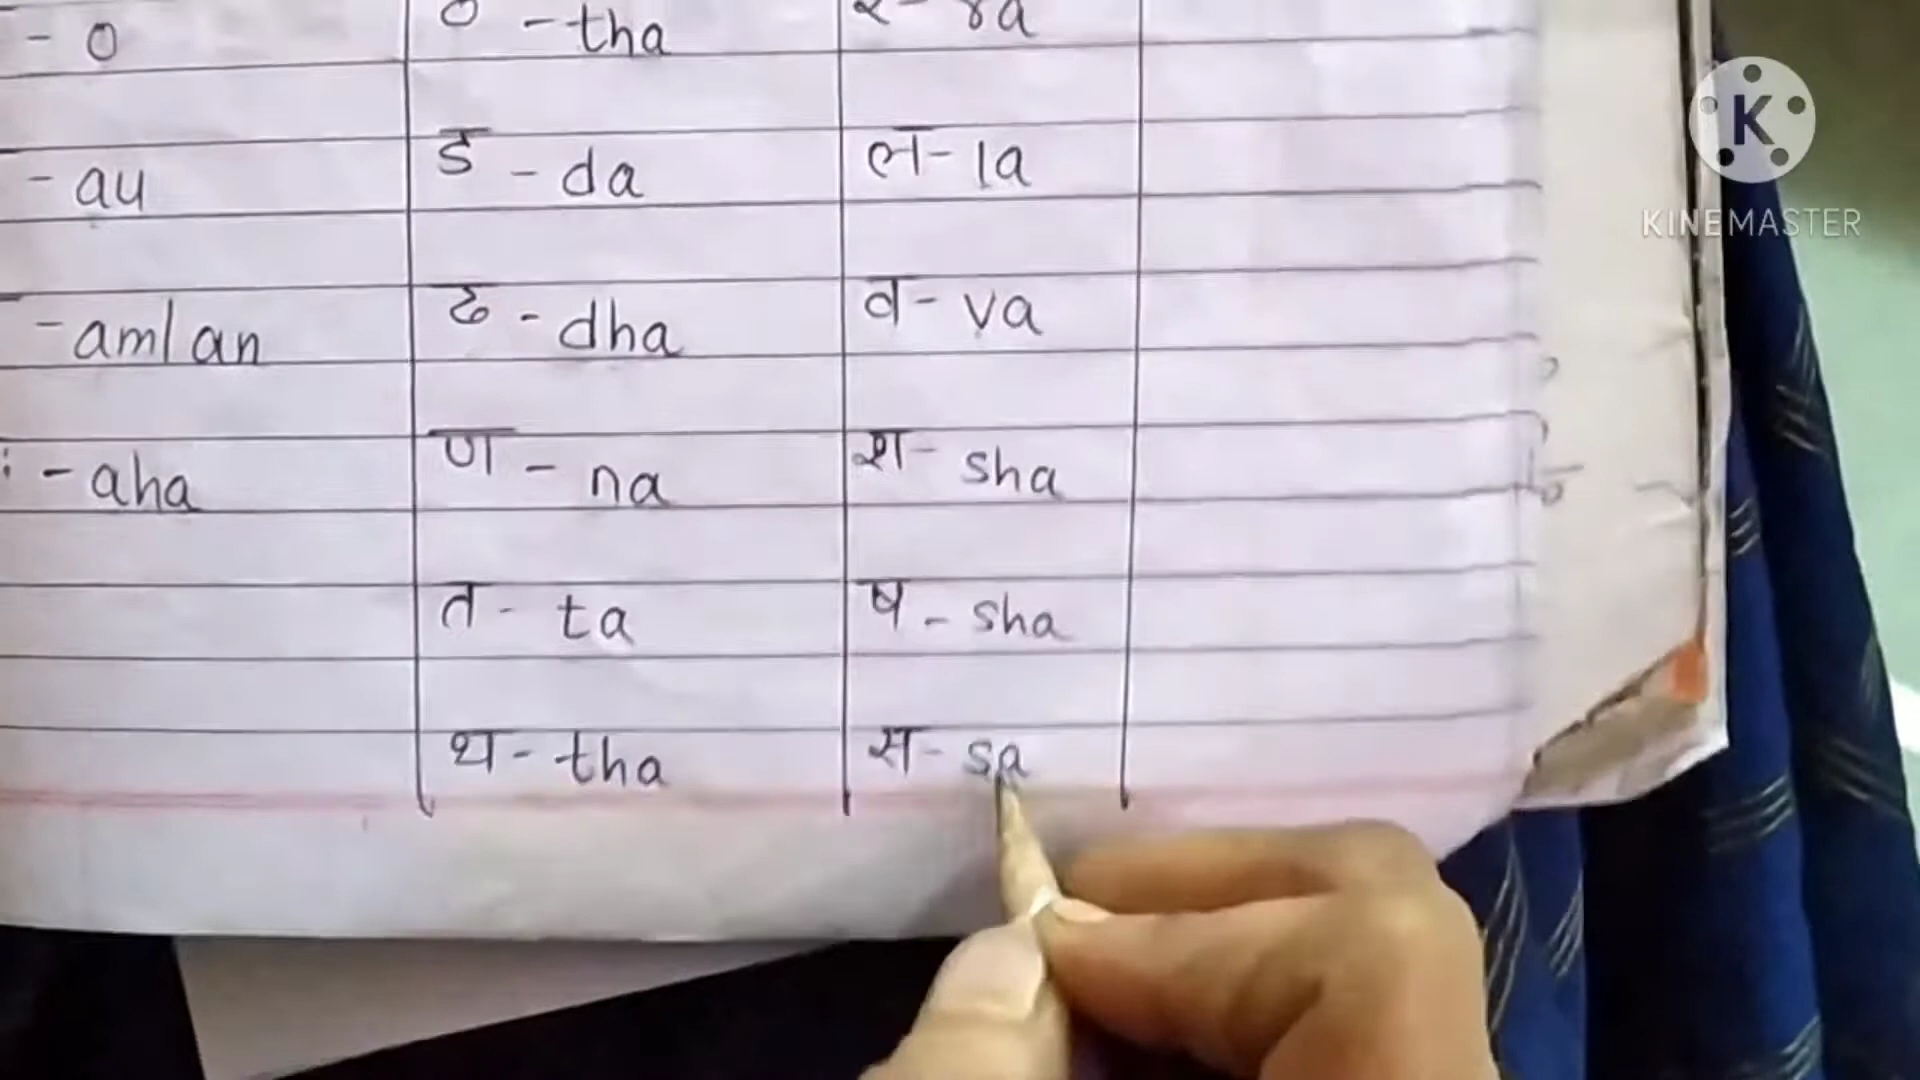 - o ठ - tha र - ra
- au ड - da ल - la
- am/an ढ - dha व - va
: - aha ण - na श - sha
त - ta ष - sha
थ - tha स - sa
K
KINEMASTER